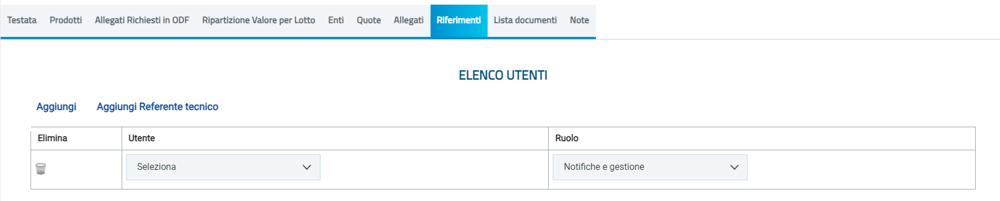 Testata Prodotti Allegati Richiesti in ODF Ripartizione Valore per Lotto Enti Quote Allegati Riferimenti Lista documenti Note
ELENCO UTENTI
Aggiungi Aggiungi Referente tecnico
Elimina Utente Ruolo
Seleziona Notifiche e gestione